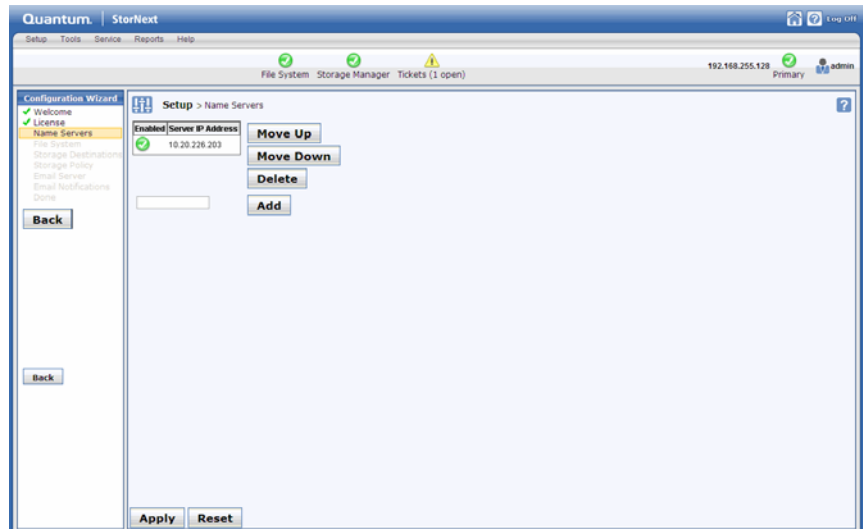 Quantum. StorNext
Log Off
Setup Tools Service Reports Help
File System Storage Manager Tickets (1 open)
192.168.255.128 Primary admin
Configuration Wizard
Welcome
License
Name Servers
File System
Storage Destinations
Storage Policy
Email Server
Email Notifications
Done
Back
Back
Setup > Name Servers
?
Enabled Server IP Address
10.20.226.203
Move Up
Move Down
Delete
Add
Apply Reset